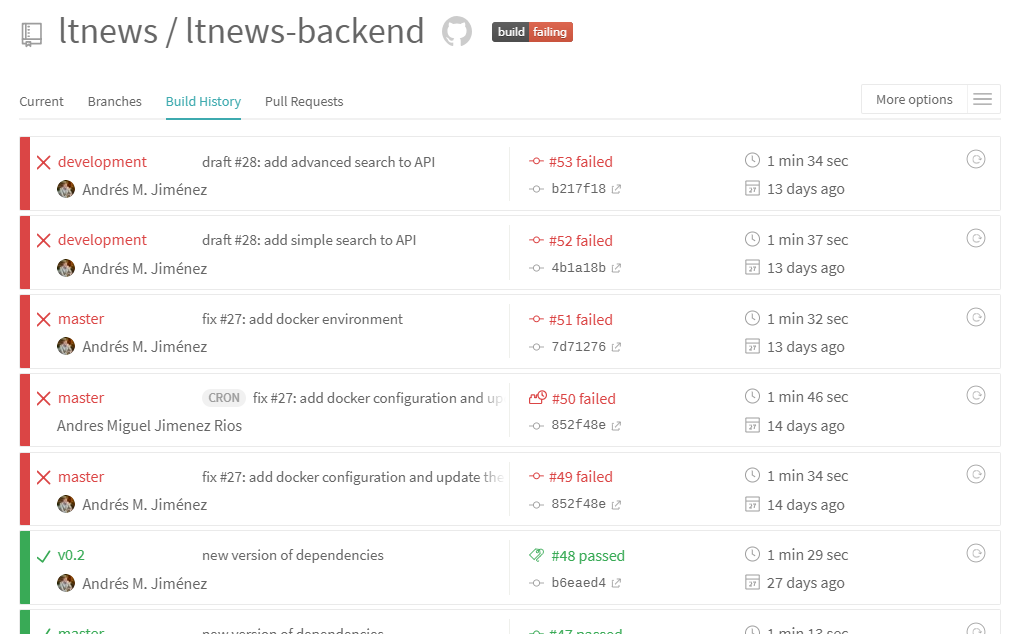 ltnews / ltnews-backend
build failing
Current Branches Build History Pull Requests More options
development draft #28: add advanced search to API #53 failed 1 min 34 sec
Andrés M. Jiménez b217f18 27 13 days ago
development draft #28: add simple search to API #52 failed 1 min 37 sec
Andrés M. Jiménez 4b1a18b 27 13 days ago
master fix #27: add docker environment #51 failed 1 min 32 sec
Andrés M. Jiménez 7d71276 27 13 days ago
master CRON fix #27: add docker configuration and up #50 failed 1 min 46 sec
Andres Miguel Jimenez Rios 852f48e 27 14 days ago
master fix #27: add docker configuration and update the #49 failed 1 min 34 sec
Andrés M. Jiménez 852f48e 27 14 days ago
v0.2 new version of dependencies #48 passed 1 min 29 sec
Andrés M. Jiménez b6eaed4 27 27 days ago
master new version of dependencies #47 passed 1 min 13 sec